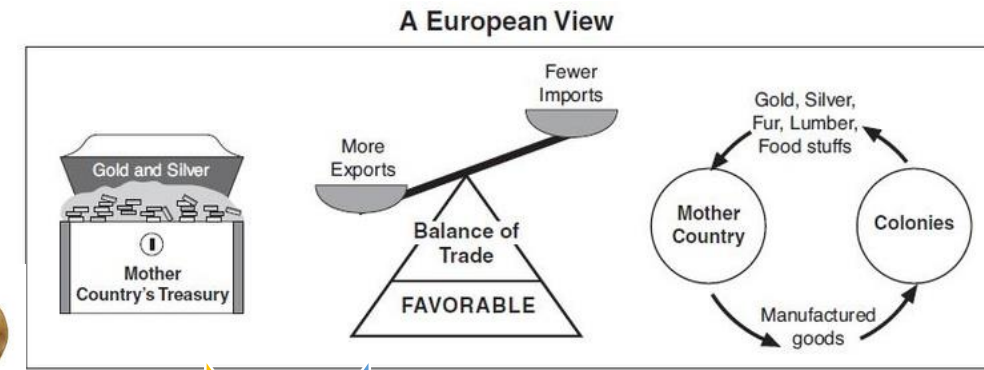 A European View
Gold and Silver
Mother
Country's Treasury
More
Exports
Fewer
Imports
Balance of
Trade
FAVORABLE
Gold, Silver,
Fur, Lumber,
Food stuffs
Mother
Country
Colonies
Manufactured
goods